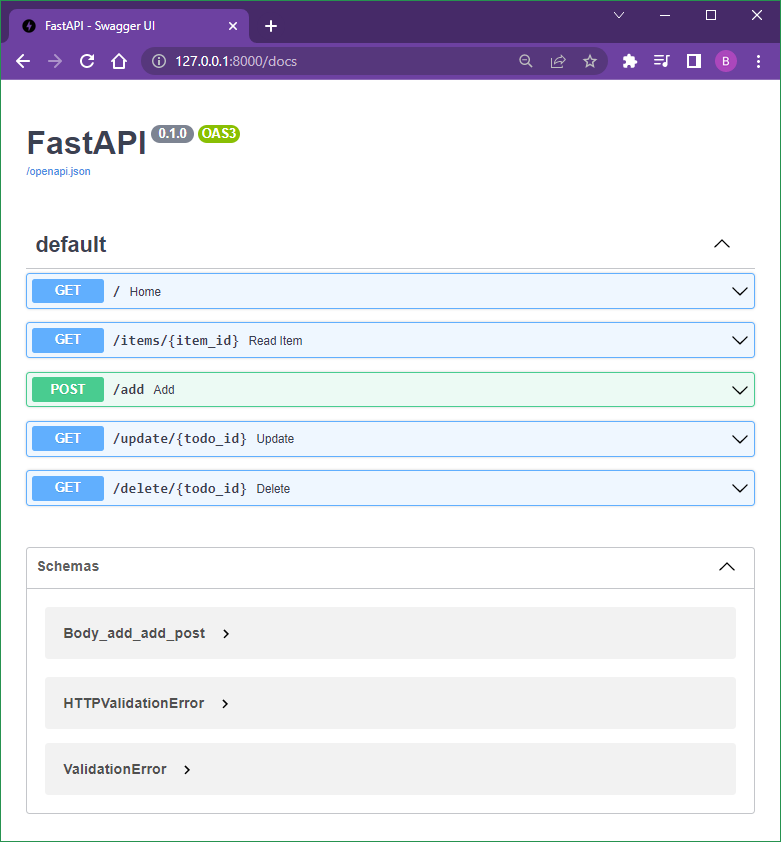 FastAPI - Swagger UI
127.0.0.1:8000/docs
B
FastAPI 0.1.0 OAS3
/openapi.json
default
GET / Home
GET /items/{item_id} Read Item
POST /add Add
GET /update/{todo_id} Update
GET /delete/{todo_id} Delete
Schemas
Body_add_add_post
HTTPValidationError
ValidationError